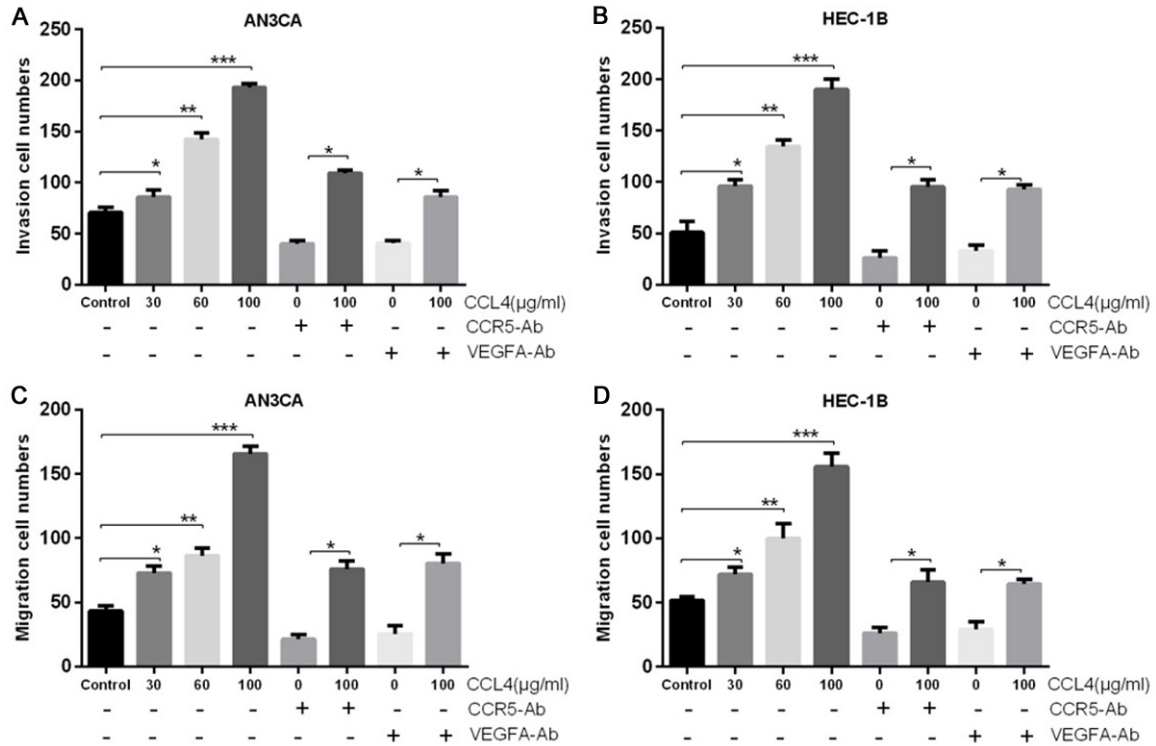 A
AN3CA
Invasion cell numbers
250
200
150
100
50
0
*
**
***
*
*
Control 30 60 100 0 100 0 100 CCL4(μg/ml)
- - - - + + - - CCR5-Ab
- - - - - - + + VEGFA-Ab
B
HEC-1B
Invasion cell numbers
250
200
150
100
50
0
*
**
***
*
*
Control 30 60 100 0 100 0 100 CCL4(μg/ml)
- - - - + + - - CCR5-Ab
- - - - - - + + VEGFA-Ab
C
AN3CA
Migration cell numbers
200
150
100
50
0
*
**
***
*
*
Control 30 60 100 0 100 0 100 CCL4(μg/ml)
- - - - + + - - CCR5-Ab
- - - - - - + + VEGFA-Ab
D
HEC-1B
Migration cell numbers
200
150
100
50
0
*
**
***
*
*
Control 30 60 100 0 100 0 100 CCL4(μg/ml)
- - - - + + - - CCR5-Ab
- - - - - - + + VEGFA-Ab